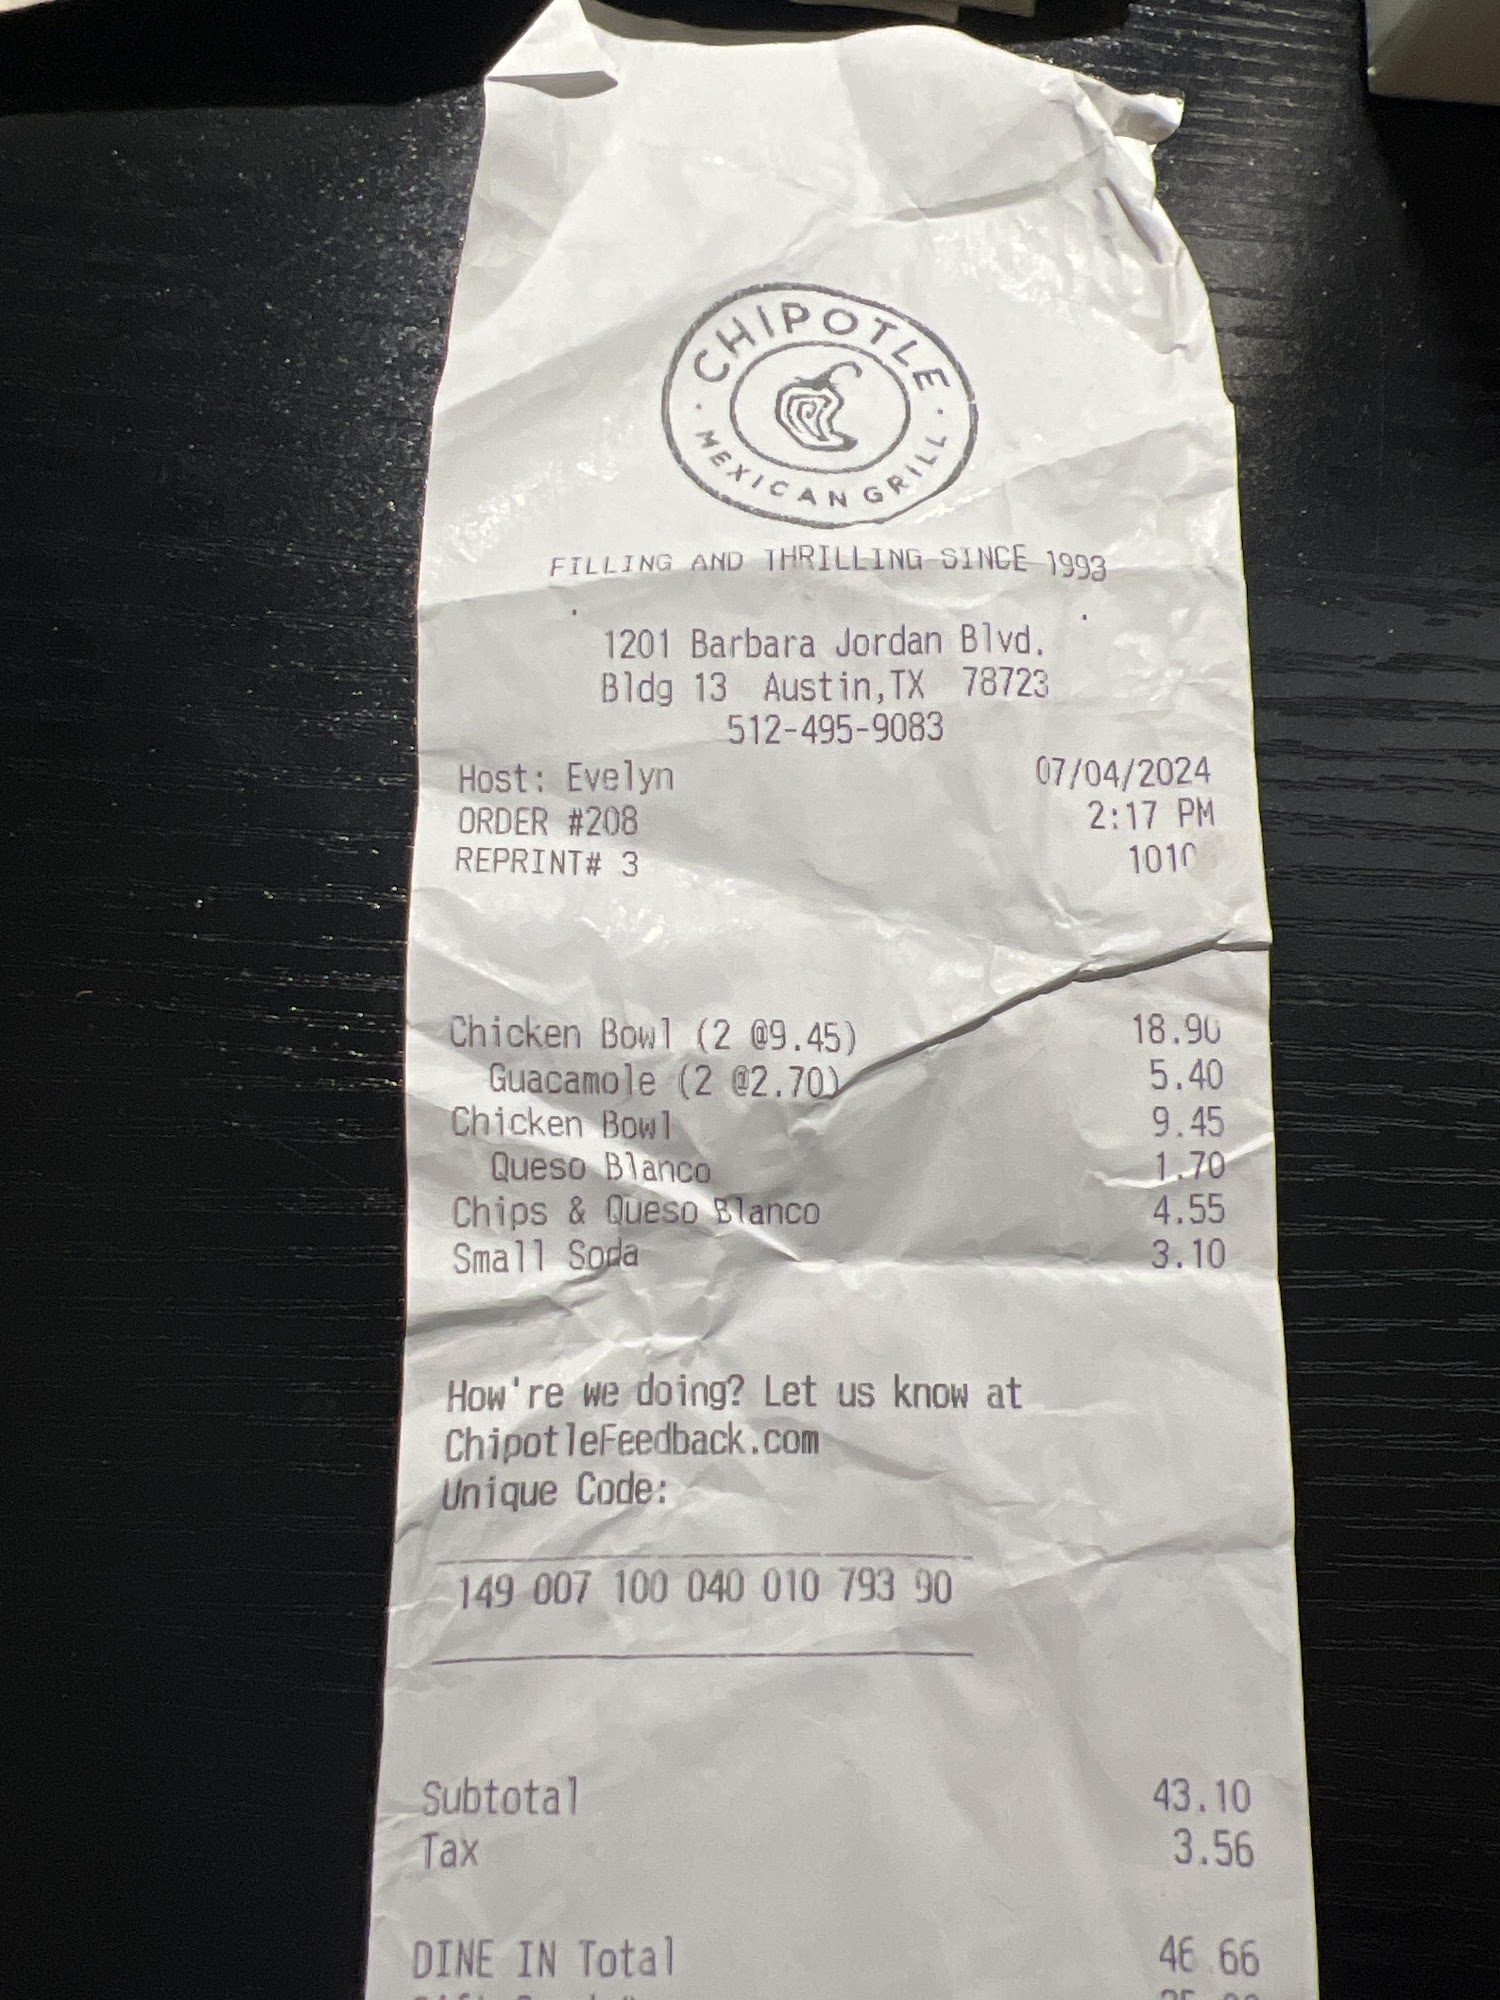 CHIPOTLE
MEXICAN GRILL
FILLING AND THRILLING SINCE 1993
1201 Barbara Jordan Blvd.
Bldg 13 Austin,TX 78723
512-495-9083
Host: Evelyn 07/04/2024
ORDER #208 2:17 PM
REPRINT# 3 1010
Chicken Bowl (2 @9.45) 18.90
Guacamole (2 @2.70) 5.40
Chicken Bowl 9.45
Queso Blanco 1.70
Chips & Queso Blanco 4.55
Small Soda 3.10
How're we doing? Let us know at
ChipotleFeedback.com
Unique Code:
149 007 100 040 010 793 90
Subtotal 43.10
Tax 3.56
DINE IN Total 46.66